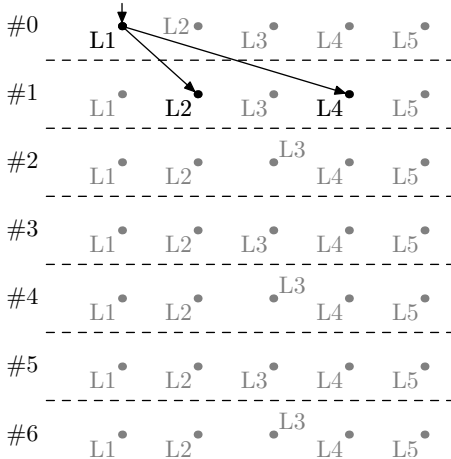 #0 L1 L2 L3 L4 L5
#1 L1 L2 L3 L4 L5
#2 L1 L2 L3 L4 L5
#3 L1 L2 L3 L4 L5
#4 L1 L2 L3 L4 L5
#5 L1 L2 L3 L4 L5
#6 L1 L2 L3 L4 L5